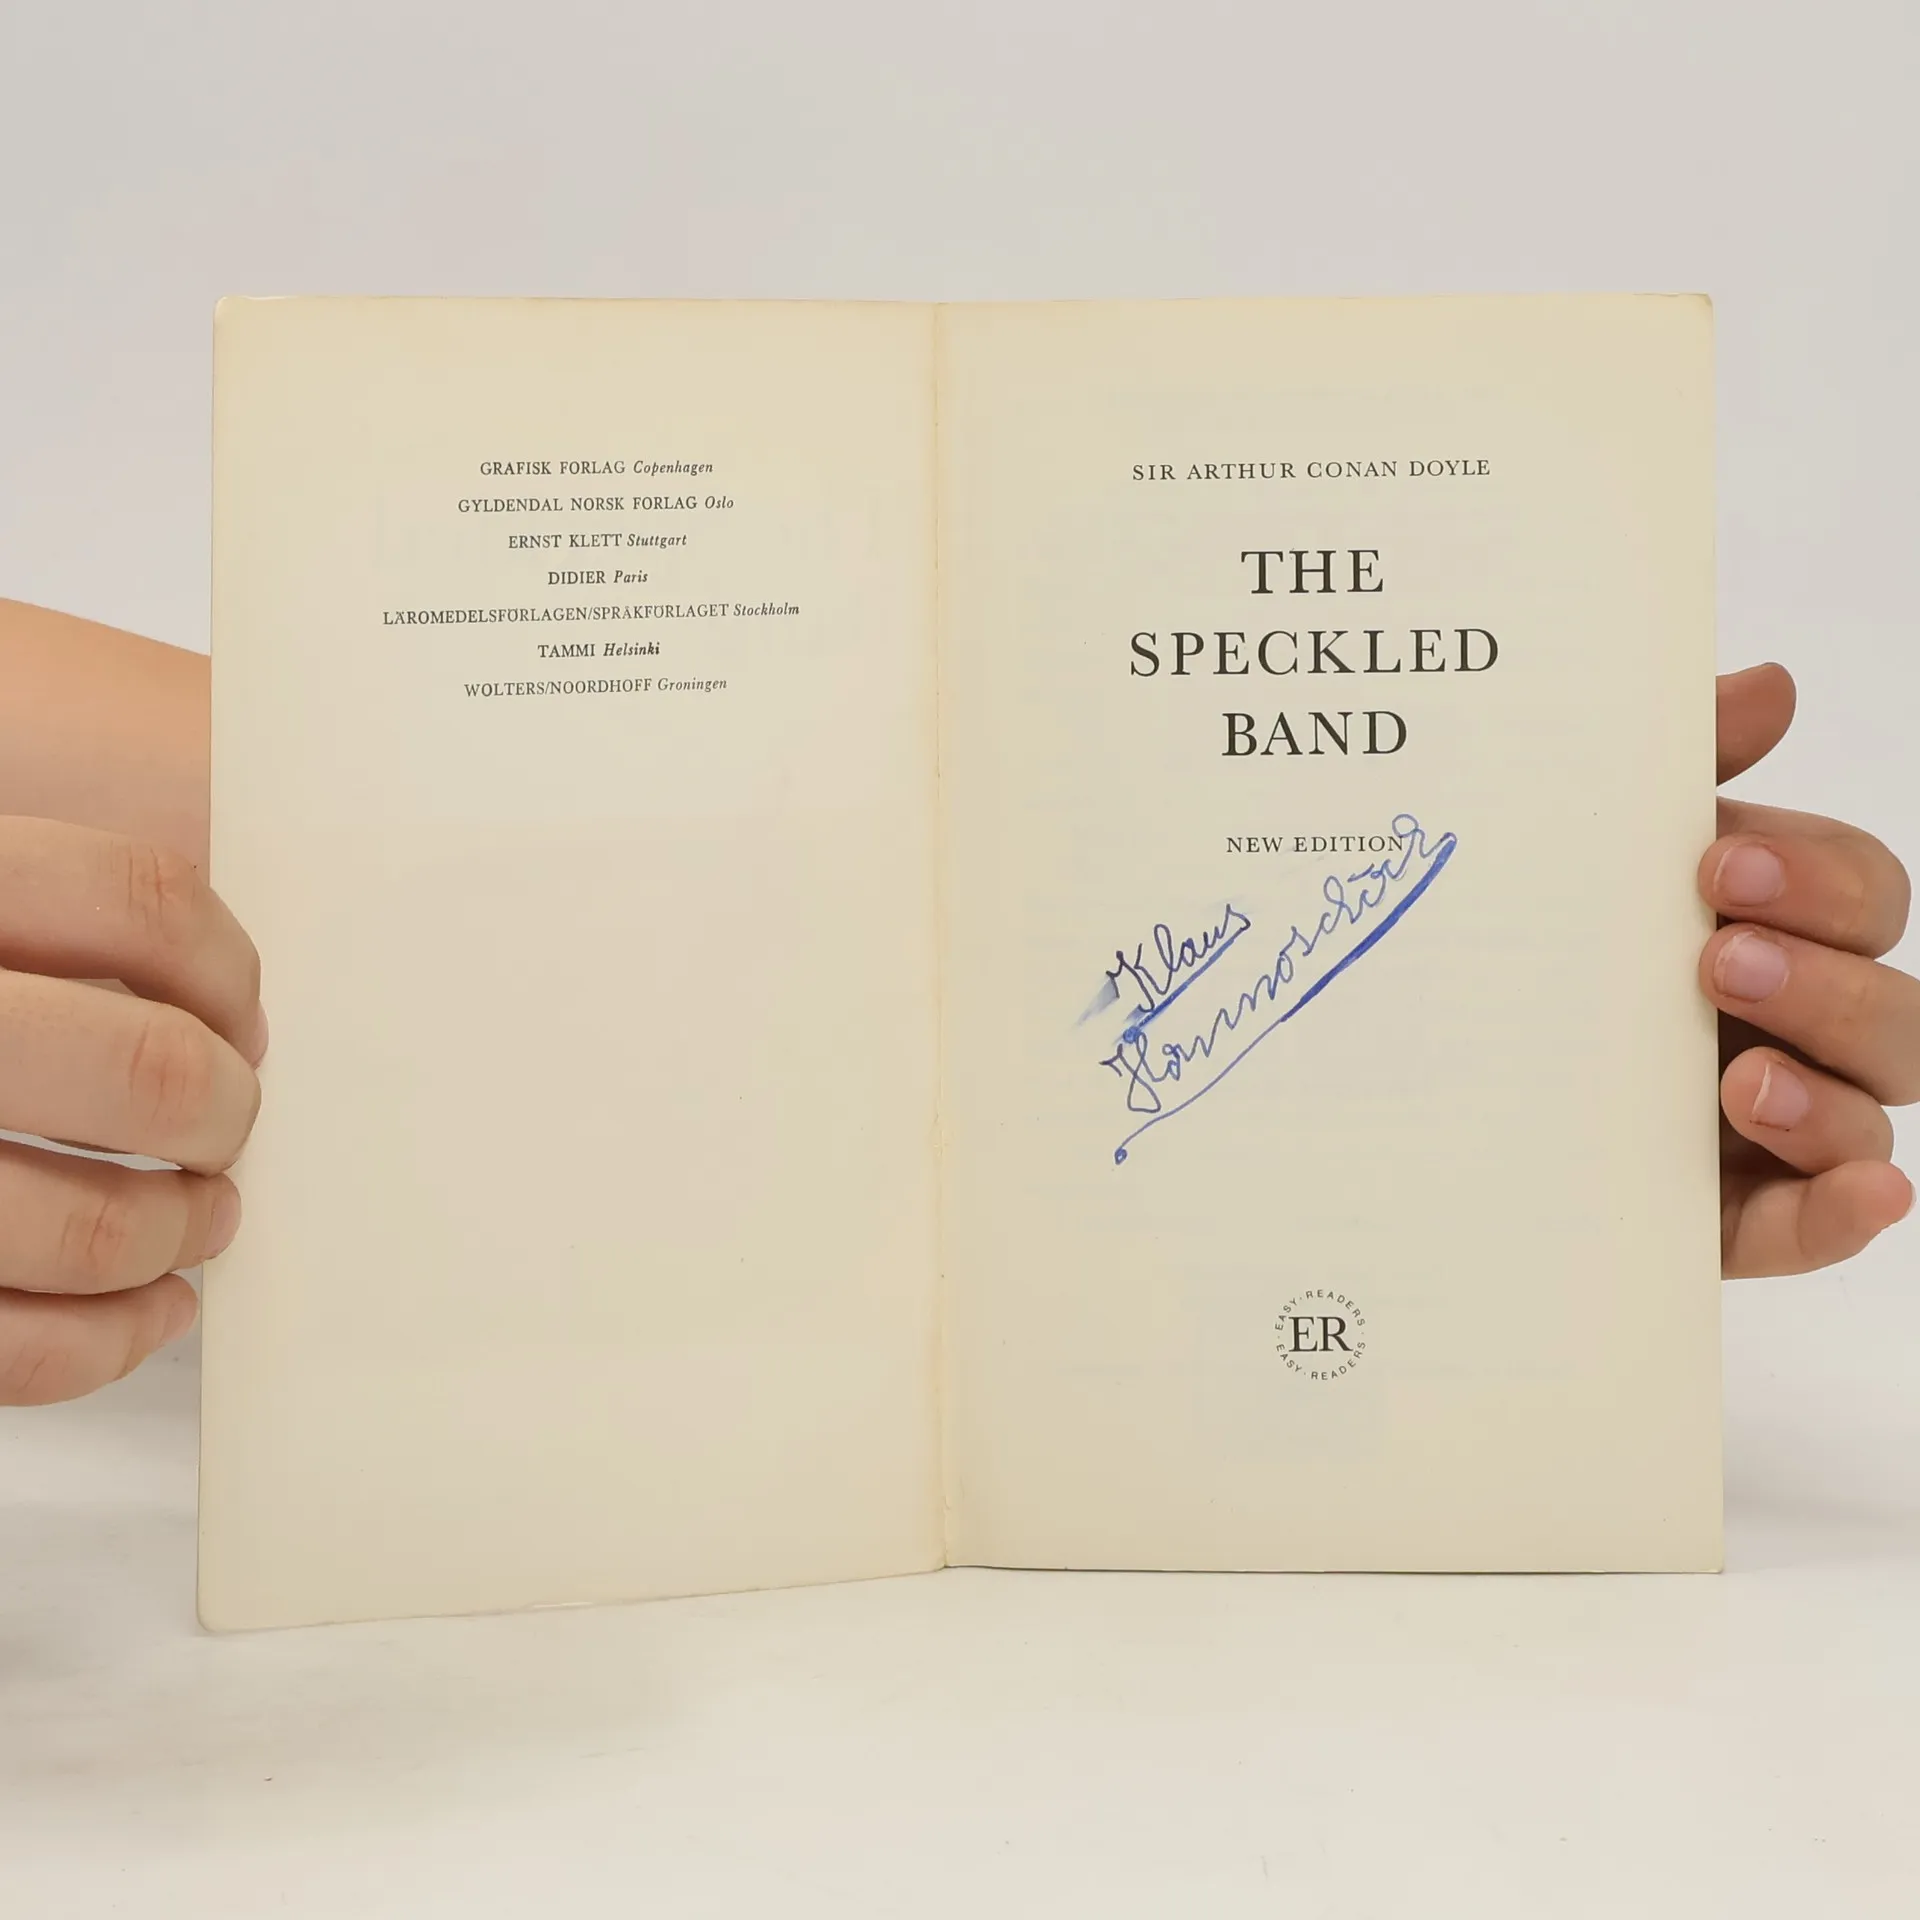 GRAFISK FORLAG Copenhagen
GYLDENDAL NORSK FORLAG Oslo
ERNST KLETT Stuttgart
DIDIER Paris
LÄROMEDELSFÖRLAGEN/SPRÅKFÖRLAGET Stockholm
TAMMI Helsinki
WOLTERS/NOORDHOFF Groningen
SIR ARTHUR CONAN DOYLE
THE
SPECKLED
BAND
NEW EDITION
Klaus
EASY·READERS·
ER
EASY·READERS·